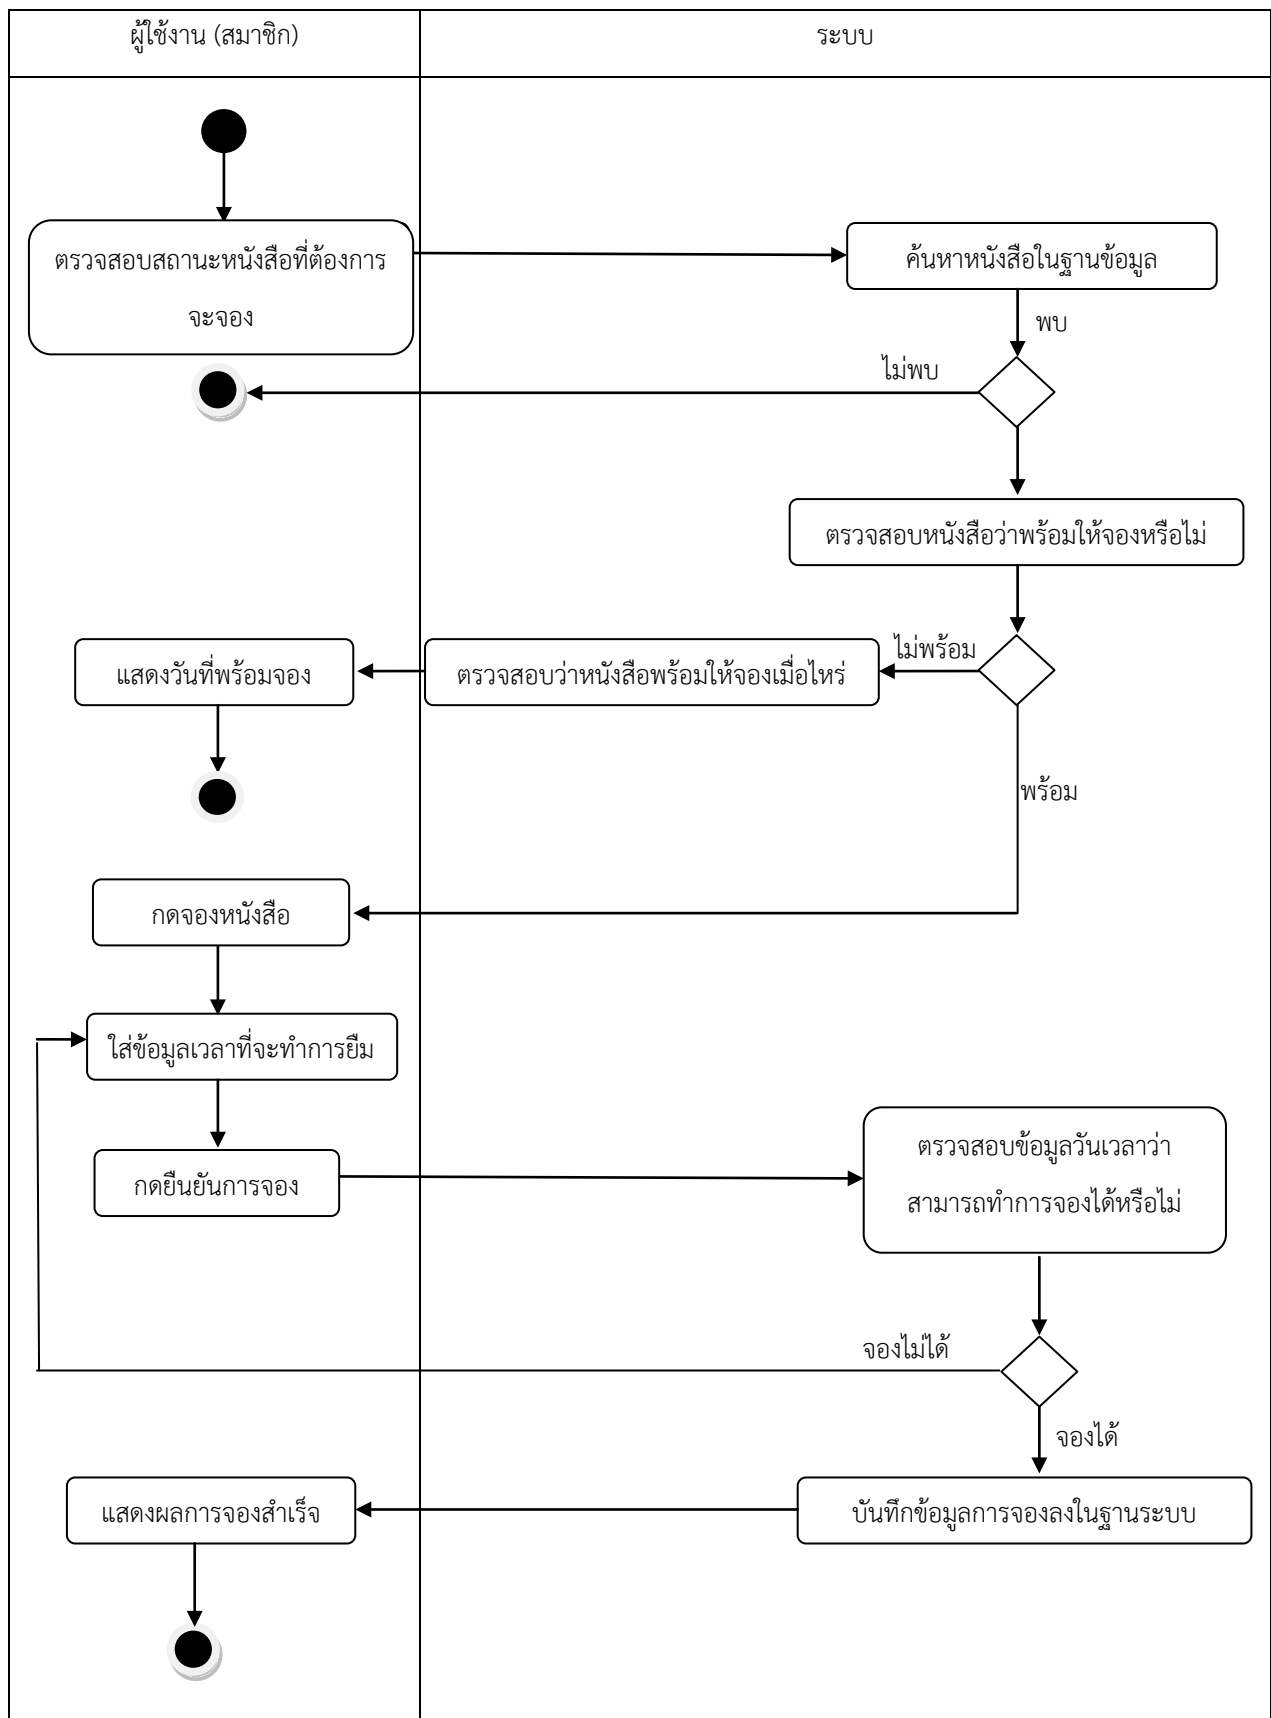 ผู้ใช้งาน (สมาชิก)
ระบบ
ตรวจสอบสถานะหนังสือที่ต้องการ
จะจอง
ค้นหาหนังสือในฐานข้อมูล
พบ
ไม่พบ
ตรวจสอบหนังสือว่าพร้อมให้จองหรือไม่
ไม่พร้อม
แสดงวันที่พร้อมจอง
ตรวจสอบว่าหนังสือพร้อมให้จองเมื่อไหร่
พร้อม
กดจองหนังสือ
ใส่ข้อมูลเวลาที่จะทำการยืม
กดยืนยันการจอง
ตรวจสอบข้อมูลวันเวลาว่า
สามารถทำการจองได้หรือไม่
จองไม่ได้
จองได้
แสดงผลการจองสำเร็จ
บันทึกข้อมูลการจองลงในฐานระบบ